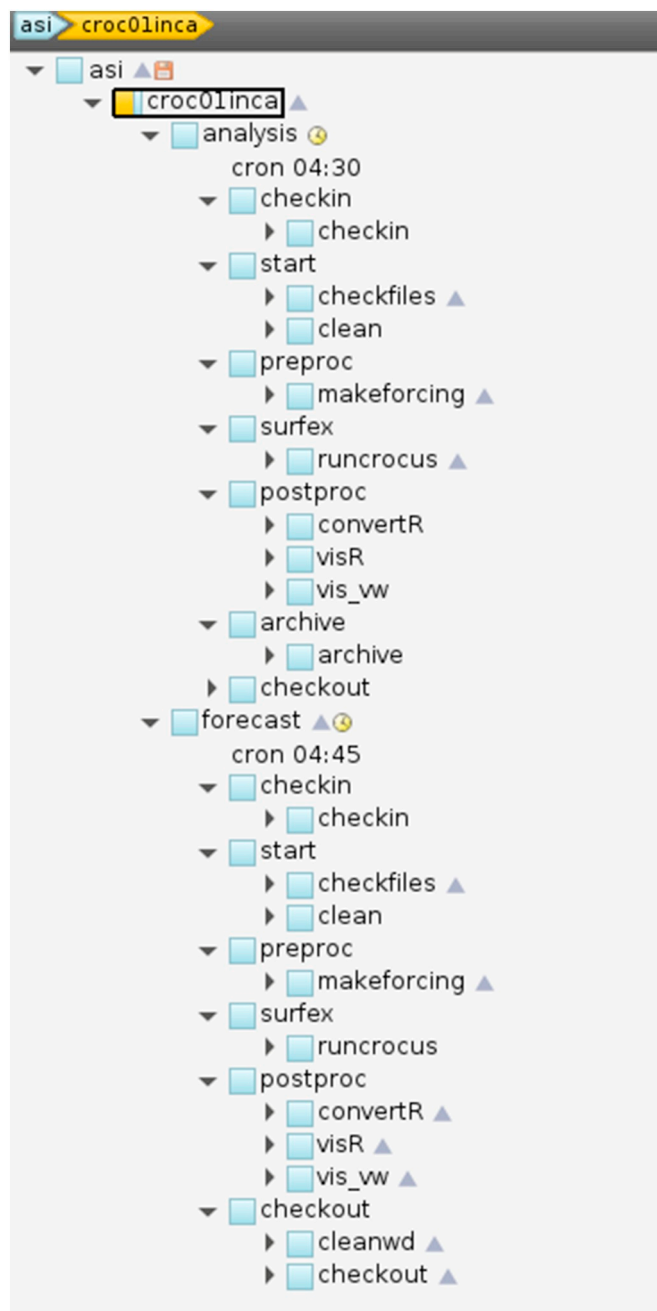 asi croc01inca
asi
croc01inca
analysis
cron 04:30
checkin
checkin
start
checkfiles
clean
preproc
makeforcing
surfex
runcrocus
postproc
convertR
visR
vis_vw
archive
archive
checkout
forecast
cron 04:45
checkin
checkin
start
checkfiles
clean
preproc
makeforcing
surfex
runcrocus
postproc
convertR
visR
vis_vw
checkout
cleanwd
checkout